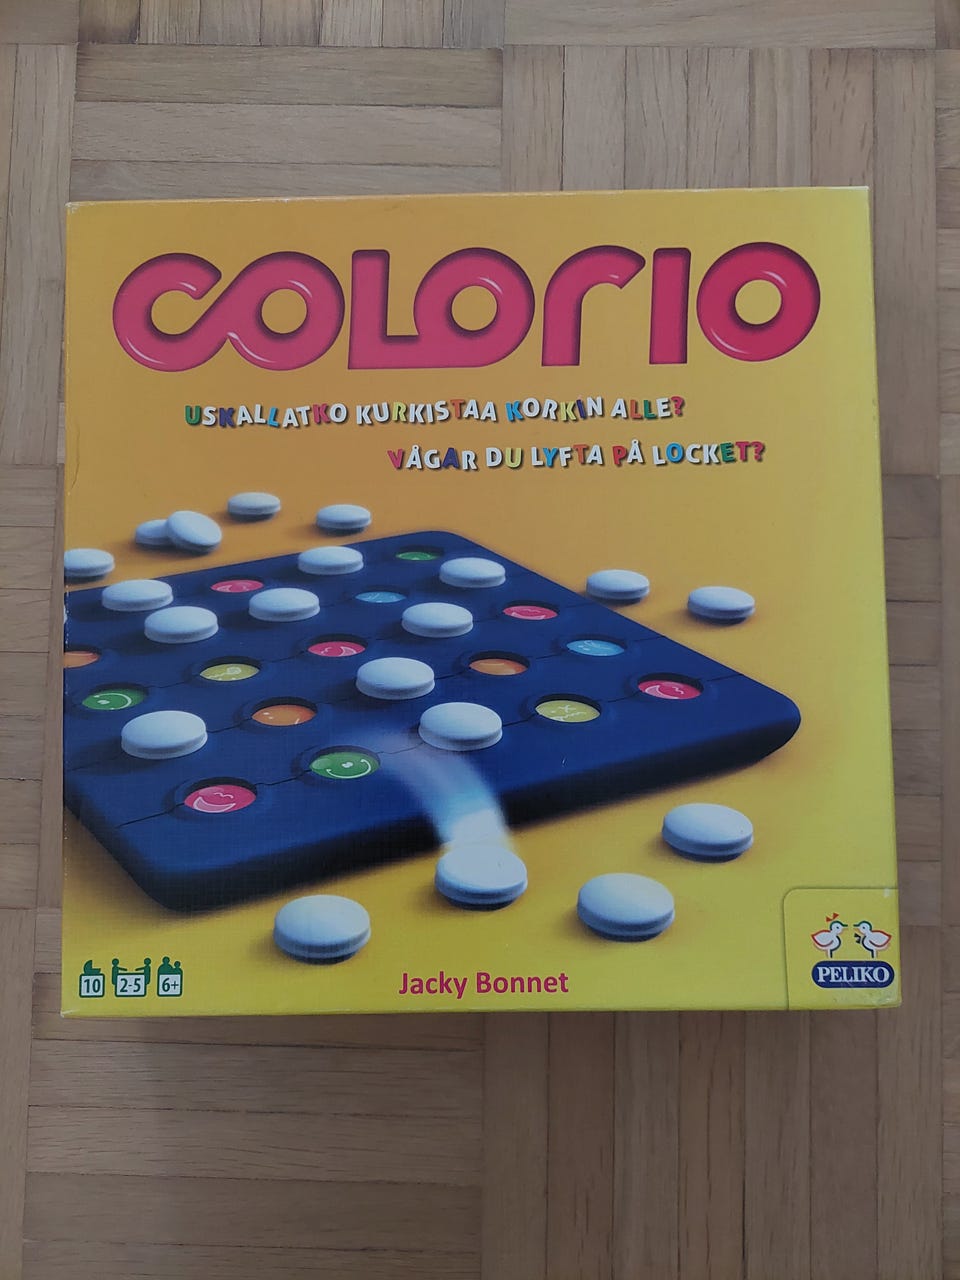 COLORIO
USKALLATKO KURKISTAA KORKIN ALLE?
VÅGAR DU LYFTA PÅ LOCKET?
10 2-5 6+
Jacky Bonnet
PELIKO